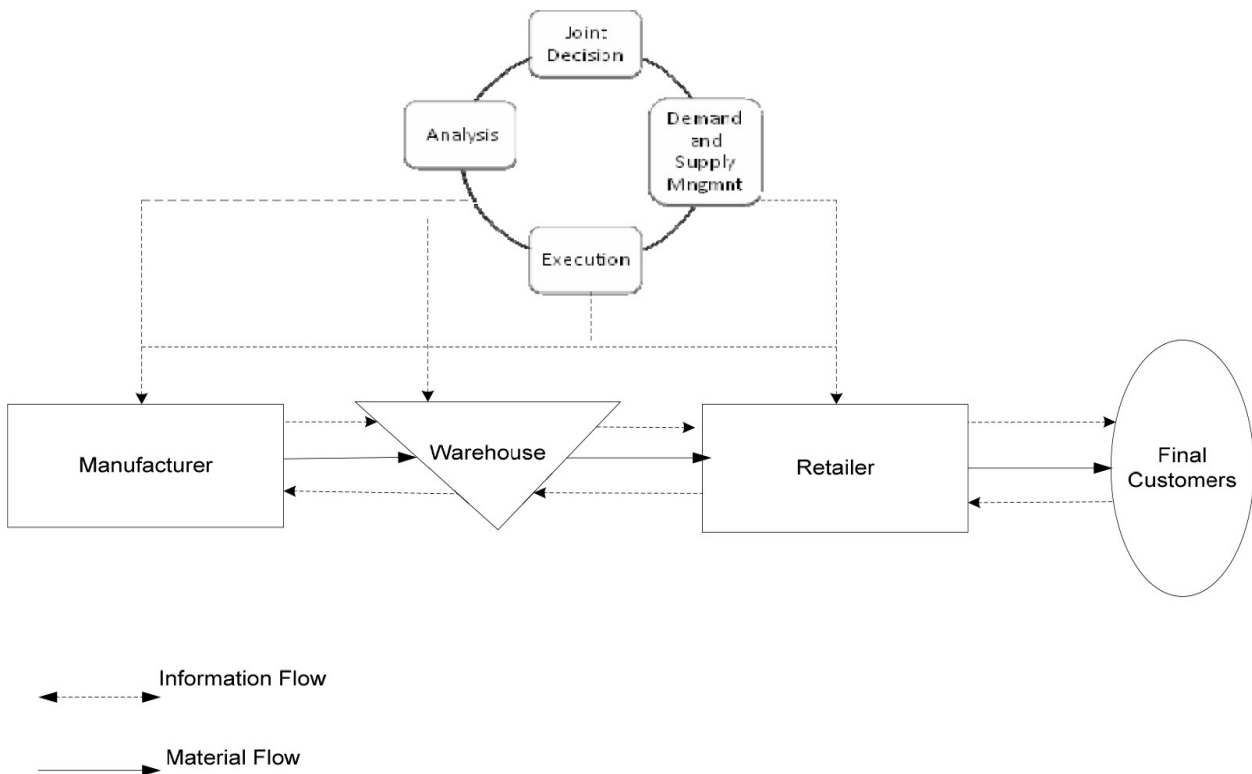 Joint
Decision
Analysis
Demand
and
Supply
Mngmnt
Execution
Manufacturer
Warehouse
Retailer
Final
Customers
Information Flow
Material Flow